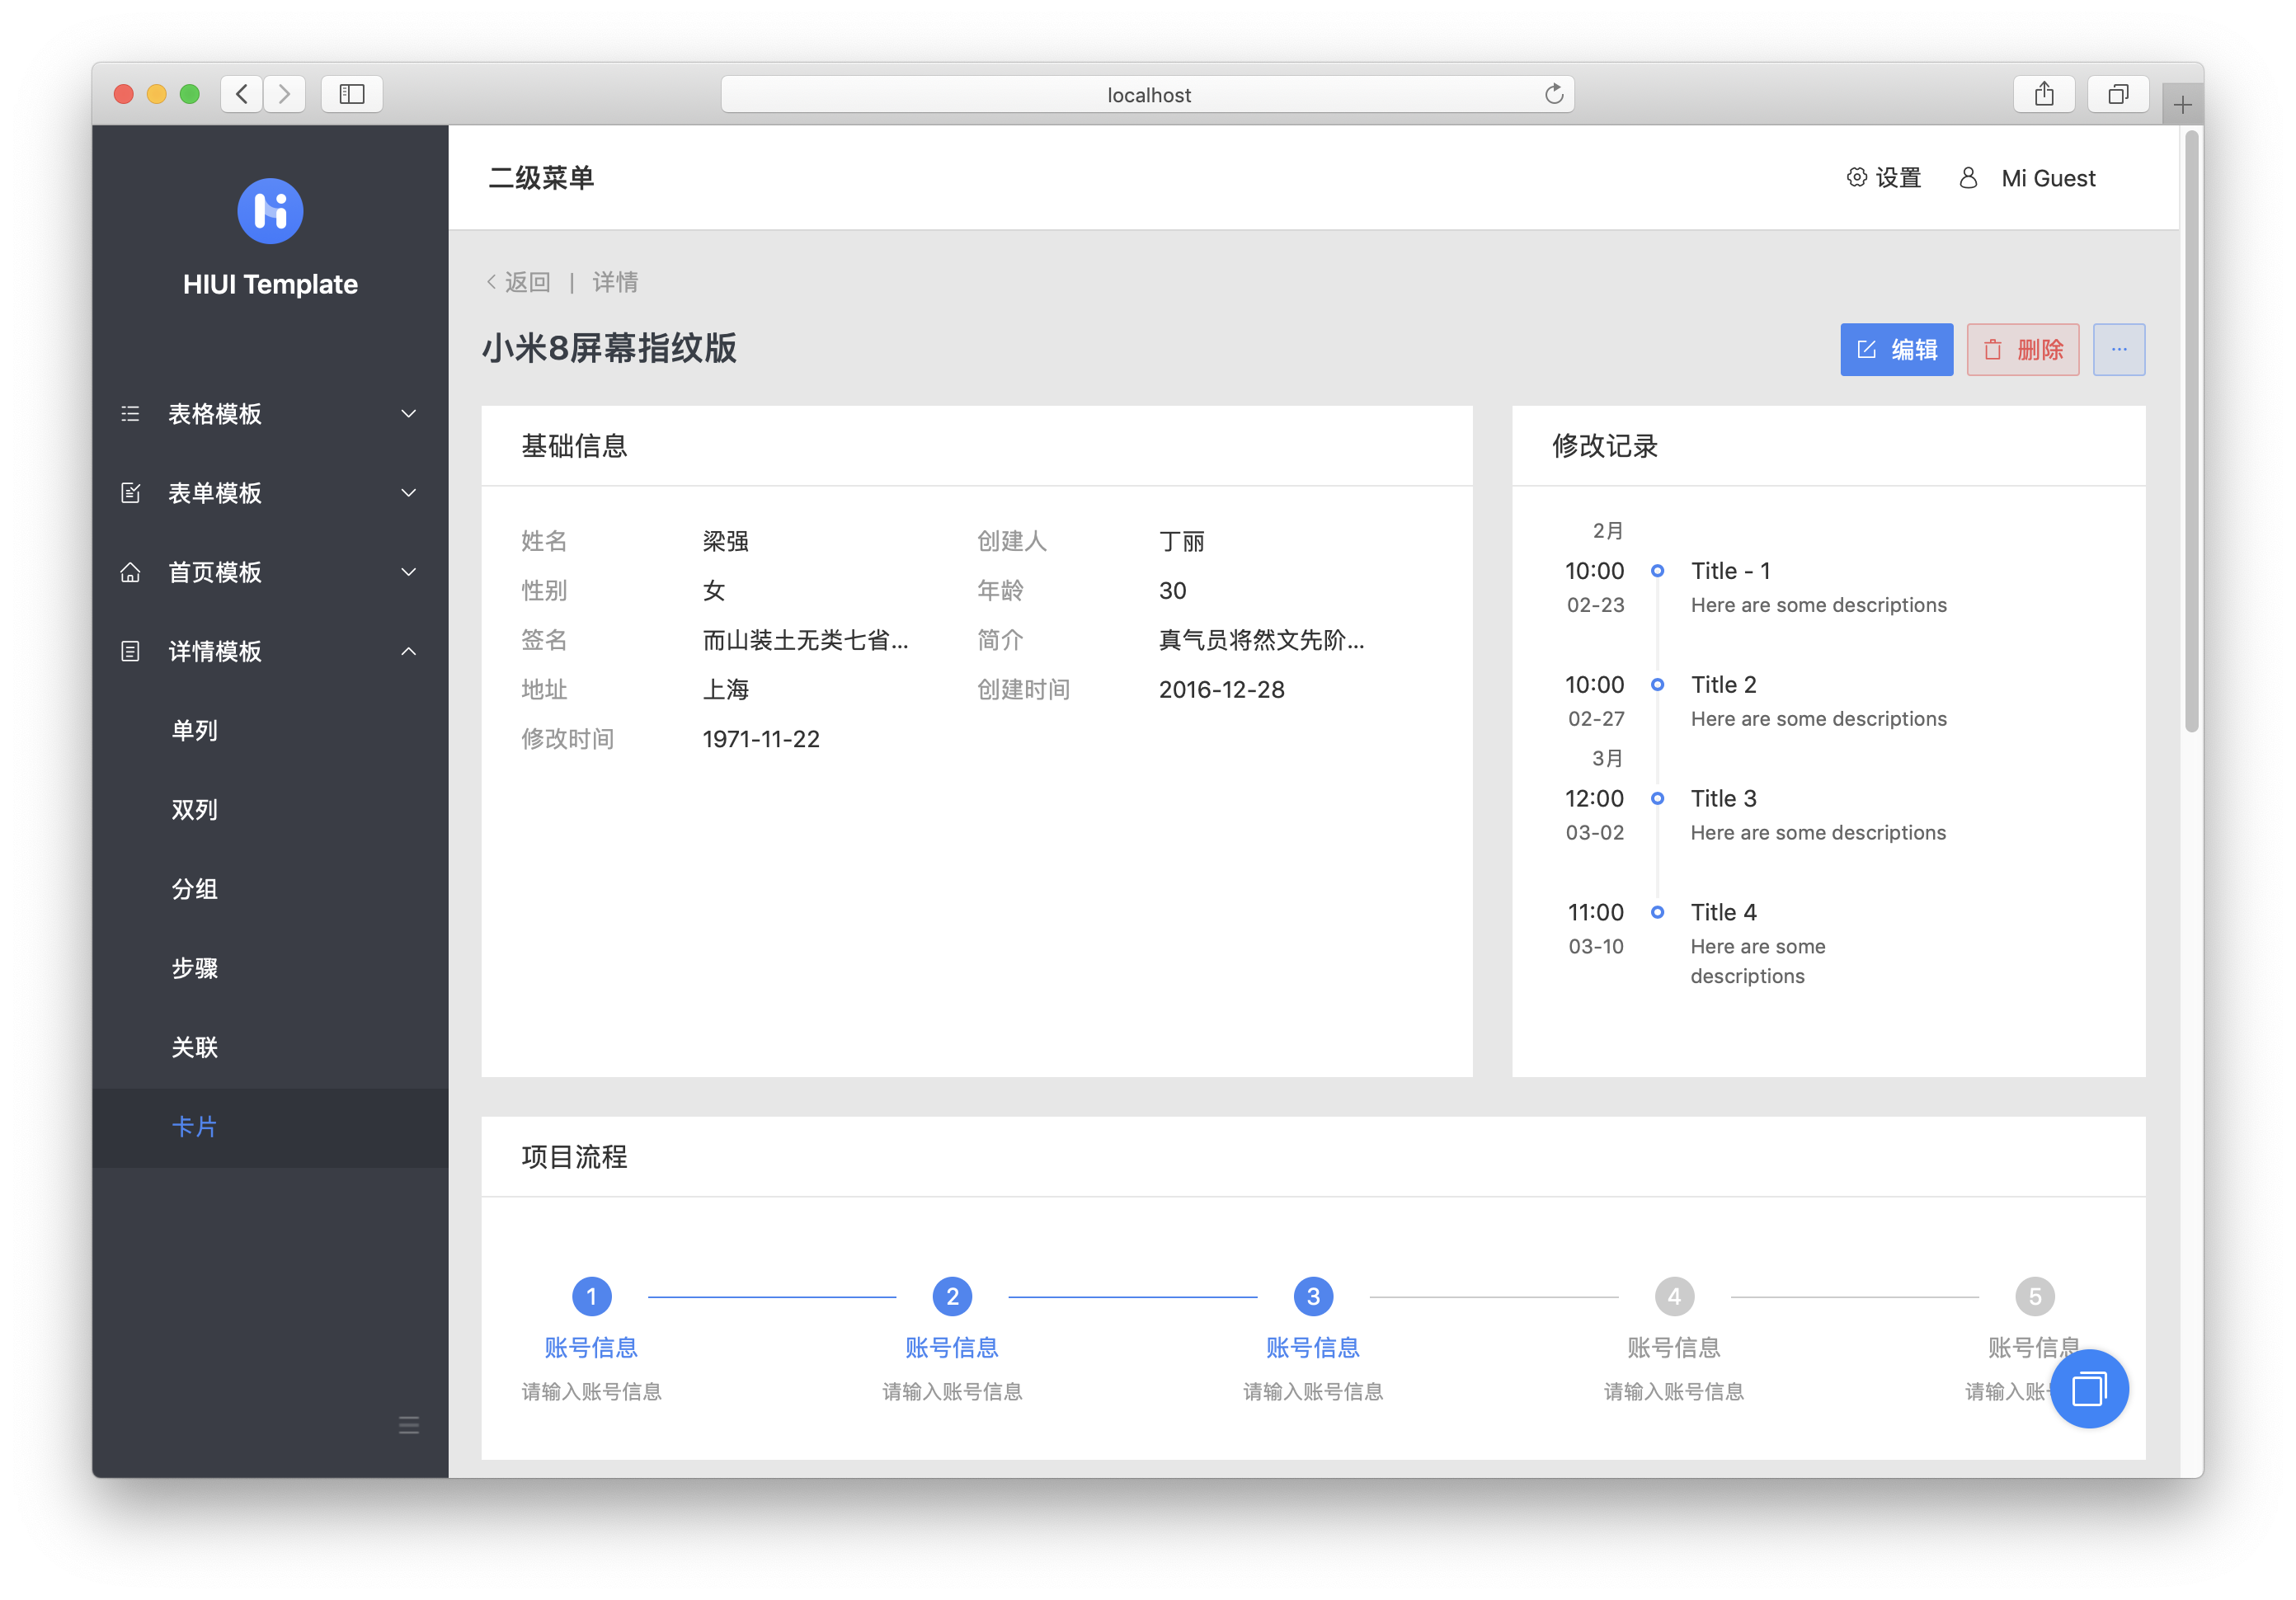 localhost
HIUI Template
表格模板
表单模板
首页模板
详情模板
单列
双列
分组
步骤
关联
卡片
二级菜单
设置 Mi Guest
返回 | 详情
小米8屏幕指纹版
编辑 删除 ...
基础信息
姓名 梁强 创建人 丁丽
性别 女 年龄 30
签名 而山装土无类七省... 简介 真气员将然文先阶...
地址 上海 创建时间 2016-12-28
修改时间 1971-11-22
修改记录
2月
10:00 Title - 1
02-23 Here are some descriptions
10:00 Title 2
02-27 Here are some descriptions
3月
12:00 Title 3
03-02 Here are some descriptions
11:00 Title 4
03-10 Here are some
descriptions
项目流程
1 2 3 4 5
账号信息 账号信息 账号信息 账号信息 账号信息
请输入账号信息 请输入账号信息 请输入账号信息 请输入账号信息 请输入账